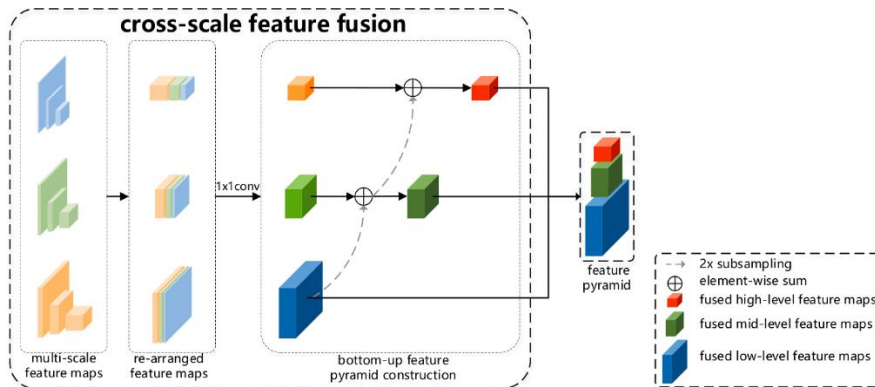 cross-scale feature fusion
1x1conv
multi-scale
feature maps
re-arranged
feature maps
bottom-up feature
pyramid construction
feature
pyramid
2x subsampling
element-wise sum
fused high-level feature maps
fused mid-level feature maps
fused low-level feature maps